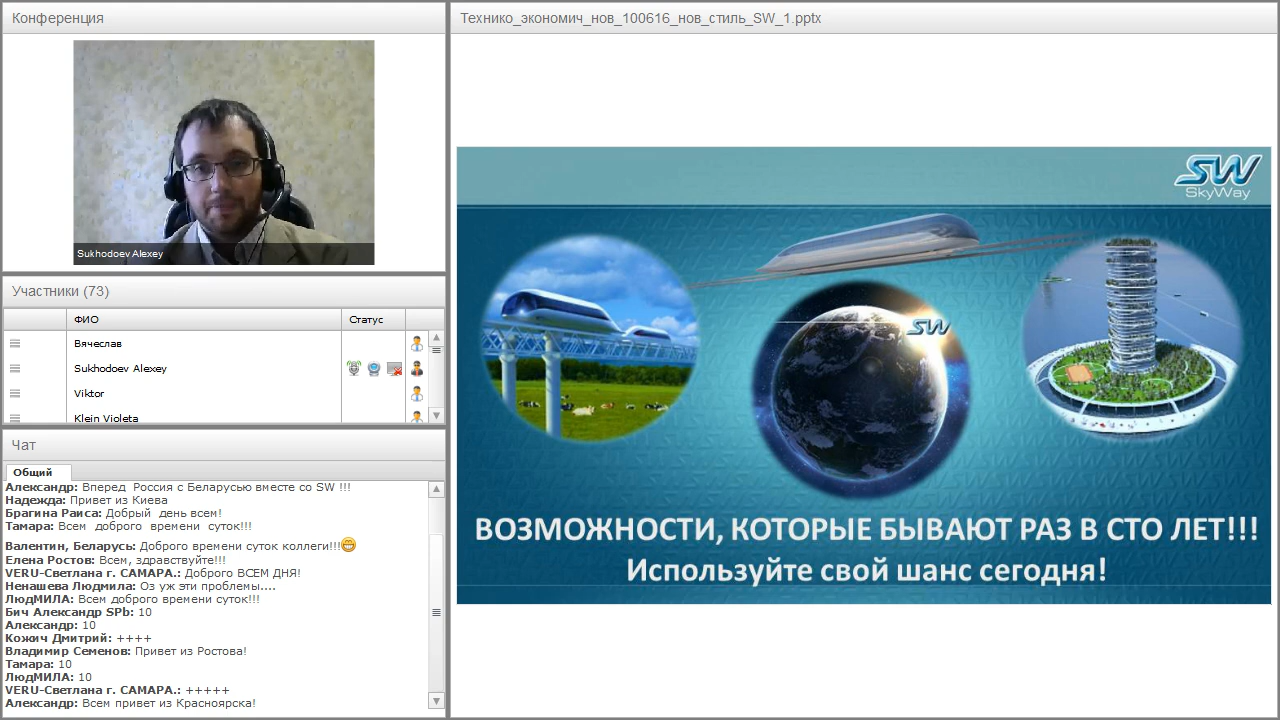 Конференция
Sukhodoev Alexey
Участники (73)
ФИО Статус
Вячеслав
Sukhodoev Alexey
Viktor
Klein Violeta
Чат
Общий
Александр: Вперед Россия с Беларусью вместе со SW !!!
Надежда: Привет из Киева
Брагина Раиса: Добрый день всем!
Тамара: Всем доброго времени суток!!!
Валентин, Беларусь: Доброго времени суток коллеги!!!
Елена Ростов: Всем, здравствуйте!!!
VERU-Светлана г. САМАРА.: Доброго ВСЕМ ДНЯ!
Ненашева Людмила: Оз уж эти проблемы....
ЛюдМИЛА: Всем доброго времени суток!!!
Бич Александр SPb: 10
Александр: 10
Кожич Дмитрий: ++++
Владимир Семенов: Привет из Ростова!
Тамара: 10
ЛюдМИЛА: 10
VERU-Светлана г. САМАРА.: +++++
Александр: Всем привет из Красноярска!
Технико_экономич_нов_100616_нов_стиль_SW_1.pptx
SW
SkyWay
SW
ВОЗМОЖНОСТИ, КОТОРЫЕ БЫВАЮТ РАЗ В СТО ЛЕТ!!!
Используйте свой шанс сегодня!